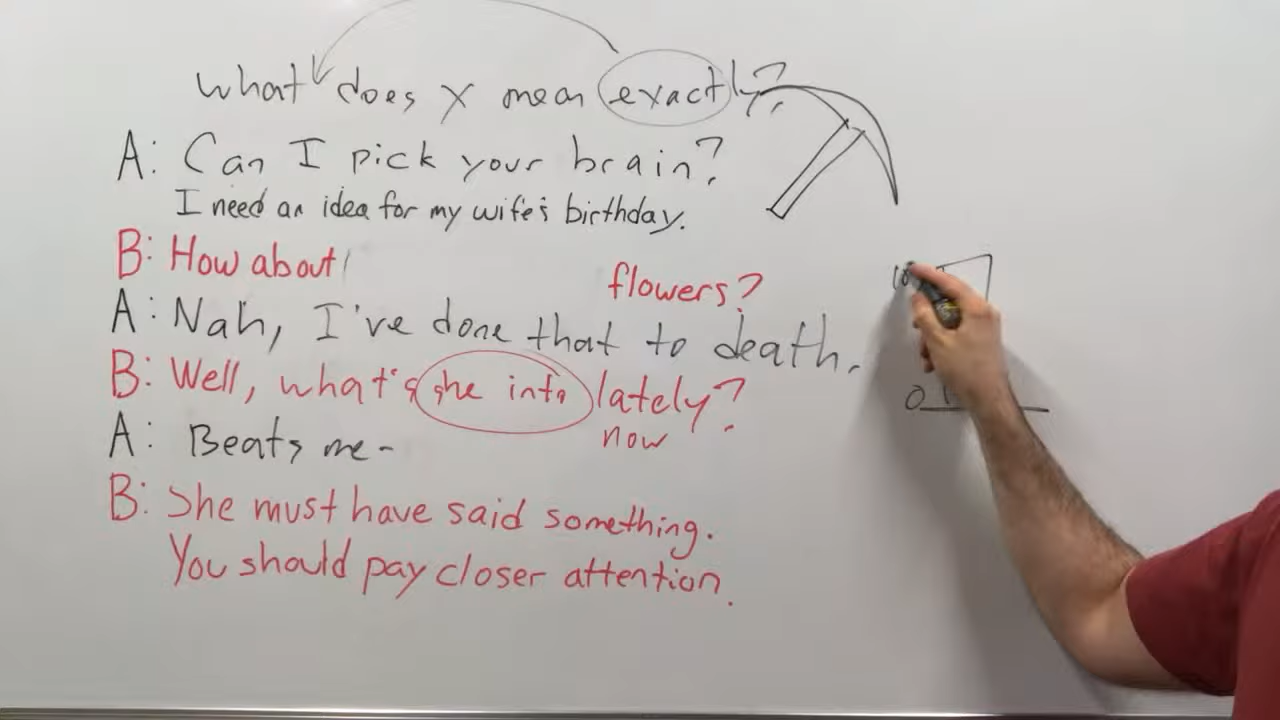 What does x mean exactly?
A: Can I pick your brain?
I need an idea for my wife's birthday.
B: How about flowers?
A: Nah, I've done that to death.
B: Well, what's she into lately?
now
A: Beats me-
B: She must have said something.
You should pay closer attention.
0